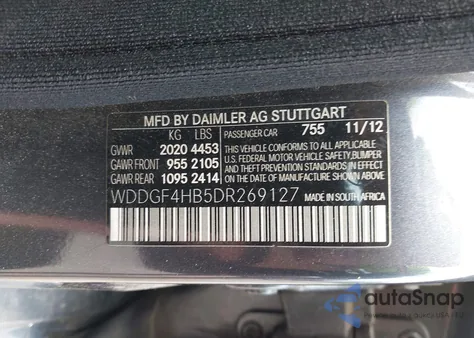 MFD BY DAIMLER AG STUTTGART
KG LBS PASSENGER CAR 755 11/12
GVWR 2020 4453
GAWR FRONT 955 2105
GAWR REAR 1095 2414
THIS VEHICLE CONFORMS TO ALL APPLICABLE
U.S. FEDERAL MOTOR VEHICLE SAFETY, BUMPER
AND THEFT PREVENTION STANDARDS IN EFFECT
ON THE DATE OF MANUFACTURE SHOWN ABOVE
WDDGF4HB5DR269127 MADE IN SOUTH AFRICA
autoSnap